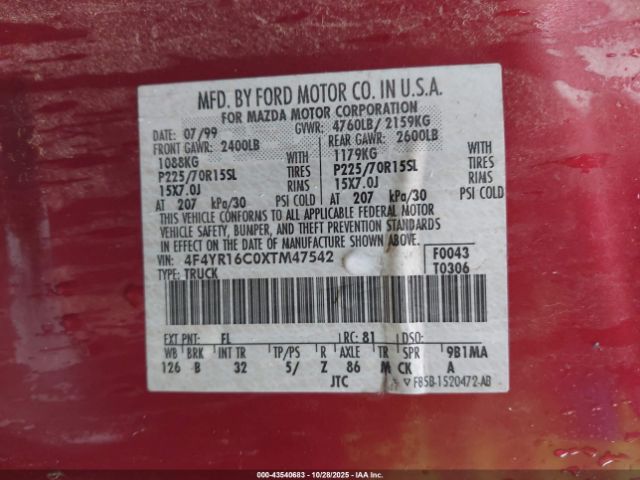 MFD. BY FORD MOTOR CO. IN U.S.A.
FOR MAZDA MOTOR CORPORATION
DATE: 07/99 GVWR: 4760LB/ 2159KG
FRONT GAWR: 2400LB REAR GAWR: 2600LB
1088KG WITH 1179KG WITH
P225/70R15SL TIRES P225/70R15SL TIRES
15X7.0J RIMS 15X7.0J RIMS
AT 207 kPa/30 PSI COLD AT 207 kPa/30 PSI COLD
THIS VEHICLE CONFORMS TO ALL APPLICABLE FEDERAL MOTOR
VEHICLE SAFETY, BUMPER, AND THEFT PREVENTION STANDARDS
IN EFFECT ON THE DATE OF MANUFACTURE SHOWN ABOVE.
VIN: 4F4YR16C0XTM47542 F0043
TYPE: TRUCK T0306
EXT PNT: FL RC: 81 DSO:
WB BRK INT TR TP/PS R AXLE TR SPR 9B1MA
126 B 32 5/ Z 86 M CK A
JTC F85B-1520472-AB
000-43540683 - 10/28/2025 - IAA, Inc.